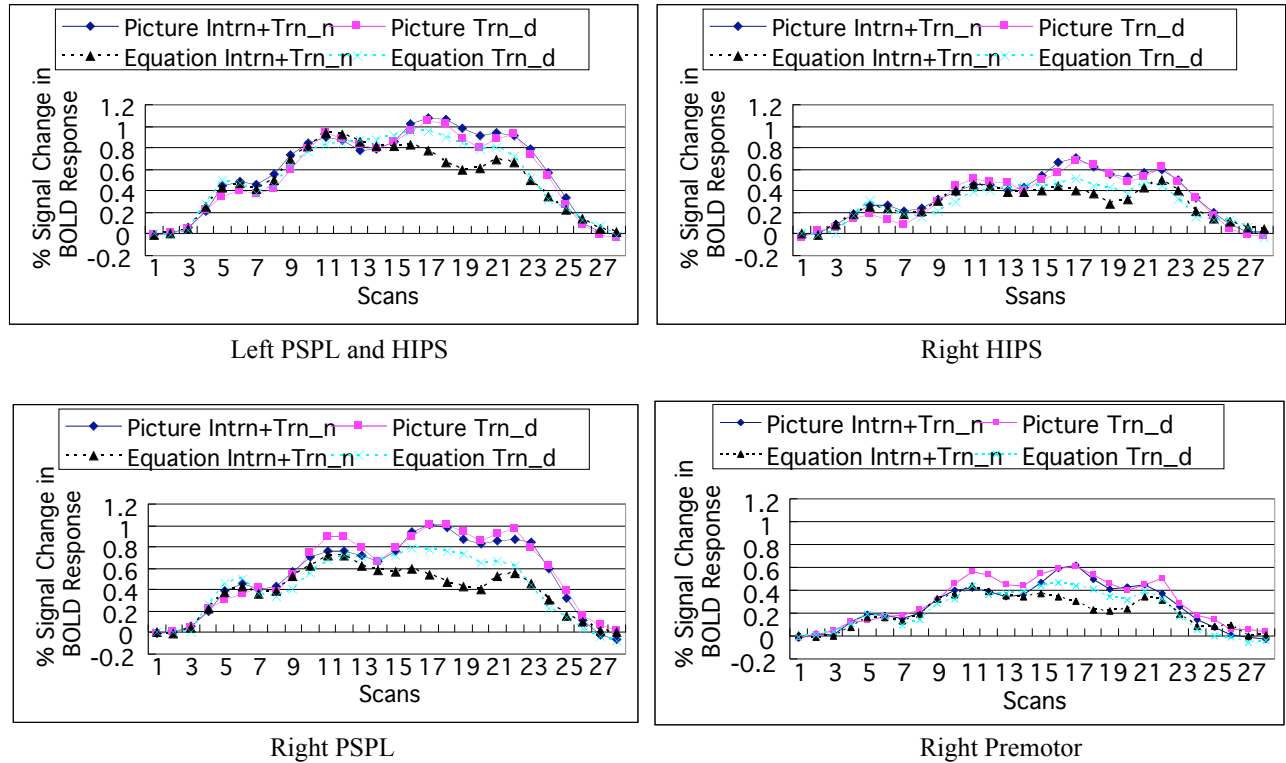 Picture Intrn+Trn_n Picture Trn_d
Equation Intrn+Trn_n Equation Trn_d
% Signal Change in
BOLD Response
1.2
1
0.8
0.6
0.4
0.2
0
-0.2
1 3 5 7 9 11 13 15 17 19 21 23 25 27
Scans
Left PSPL and HIPS
Picture Intrn+Trn_n Picture Trn_d
Equation Intrn+Trn_n Equation Trn_d
% Signal Change in
BOLD Response
1.2
1
0.8
0.6
0.4
0.2
0
-0.2
1 3 5 7 9 11 13 15 17 19 21 23 25 27
Ssans
Right HIPS
Picture Intrn+Trn_n Picture Trn_d
Equation Intrn+Trn_n Equation Trn_d
% Signal Change in
BOLD Response
1.2
1
0.8
0.6
0.4
0.2
0
-0.2
1 3 5 7 9 11 13 15 17 19 21 23 25 27
Scans
Right PSPL
Picture Intrn+Trn_n Picture Trn_d
Equation Intrn+Trn_n Equation Trn_d
% Signal Change in
BOLD Response
1.2
1
0.8
0.6
0.4
0.2
0
-0.2
1 3 5 7 9 11 13 15 17 19 21 23 25 27
Scans
Right Premotor